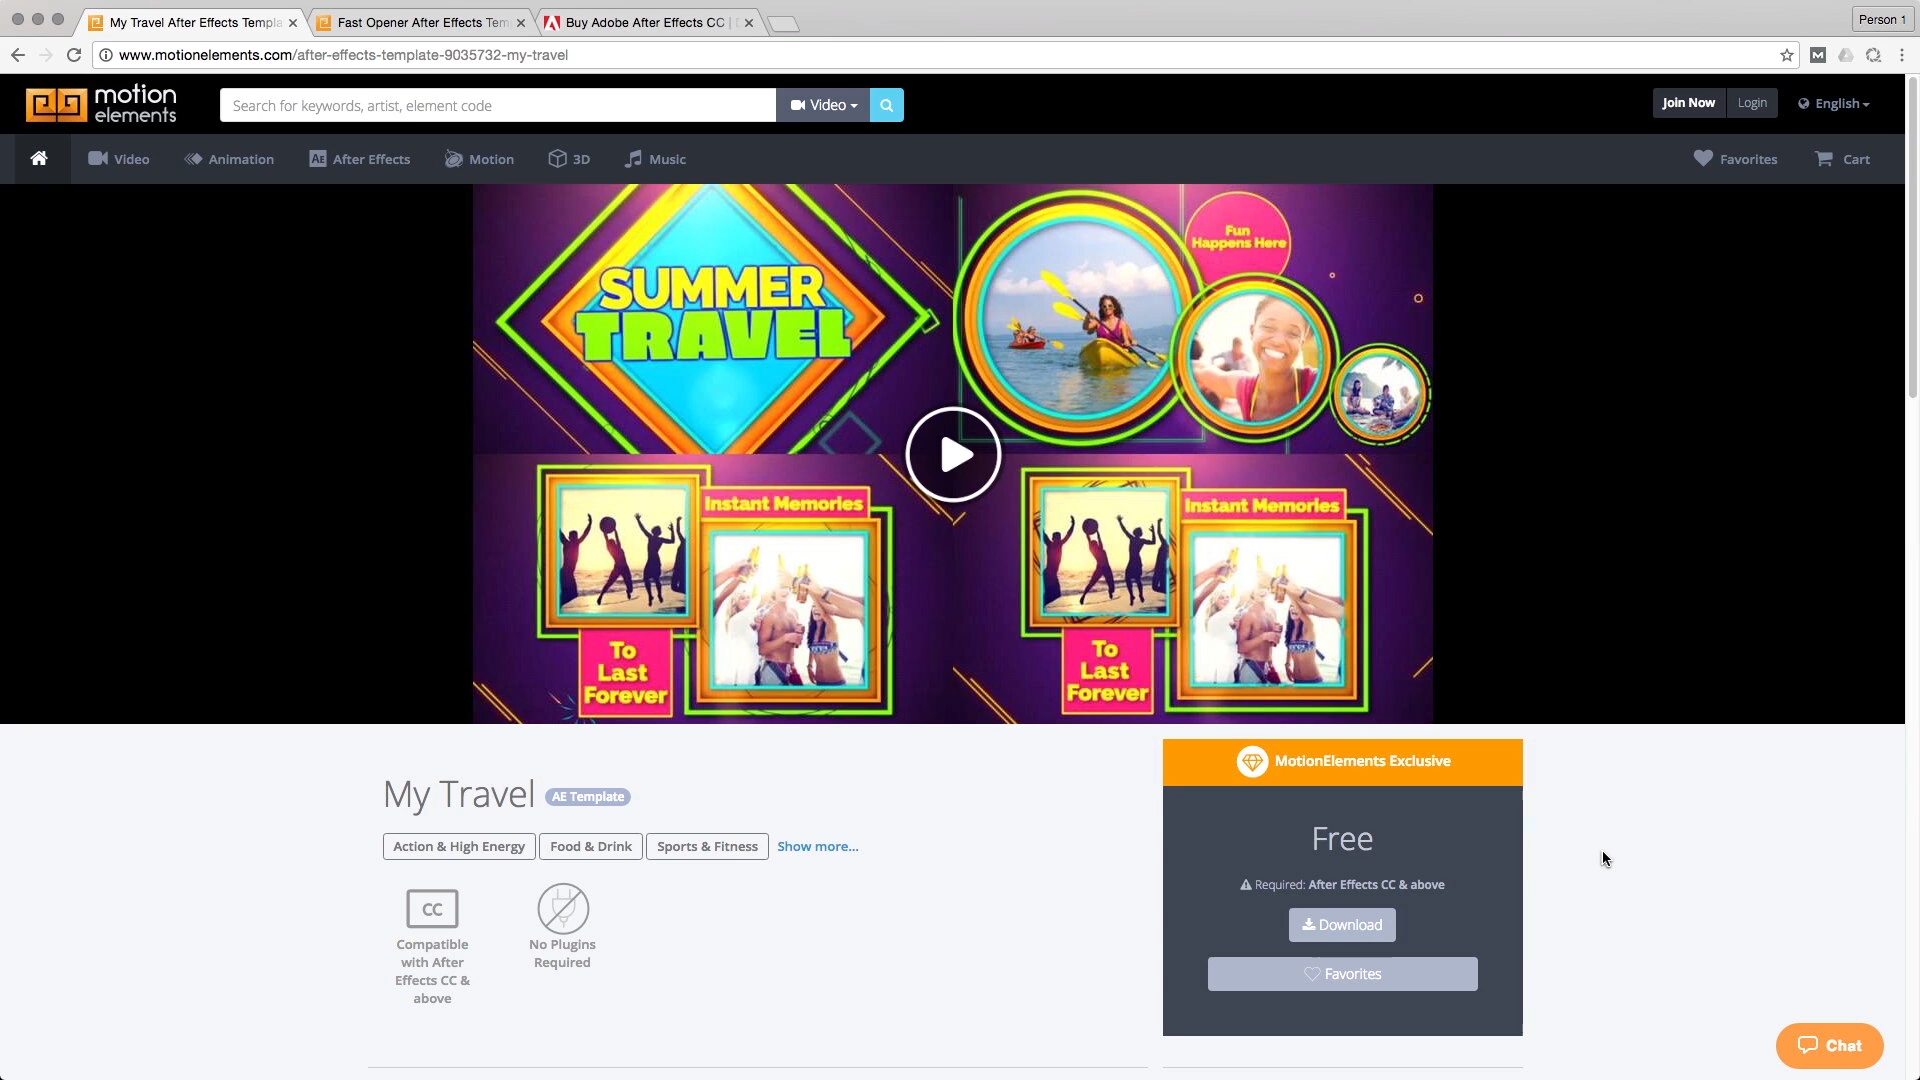 My Travel After Effects Templa
Fast Opener After Effects Tem
Buy Adobe After Effects CC |
Person 1
www.motionelements.com/after-effects-template-9035732-my-travel
motion
elements
Search for keywords, artist, element code
Video
Join Now
Login
English
Video
Animation
AE After Effects
Motion
3D
Music
Favorites
Cart
SUMMER
TRAVEL
Fun
Happens Here
Instant Memories
To
Last
Forever
Instant Memories
To
Last
Forever
My Travel AE Template
Action & High Energy
Food & Drink
Sports & Fitness
Show more...
CC
Compatible
with After
Effects CC &
above
No Plugins
Required
MotionElements Exclusive
Free
Required: After Effects CC & above
Download
Favorites
Chat